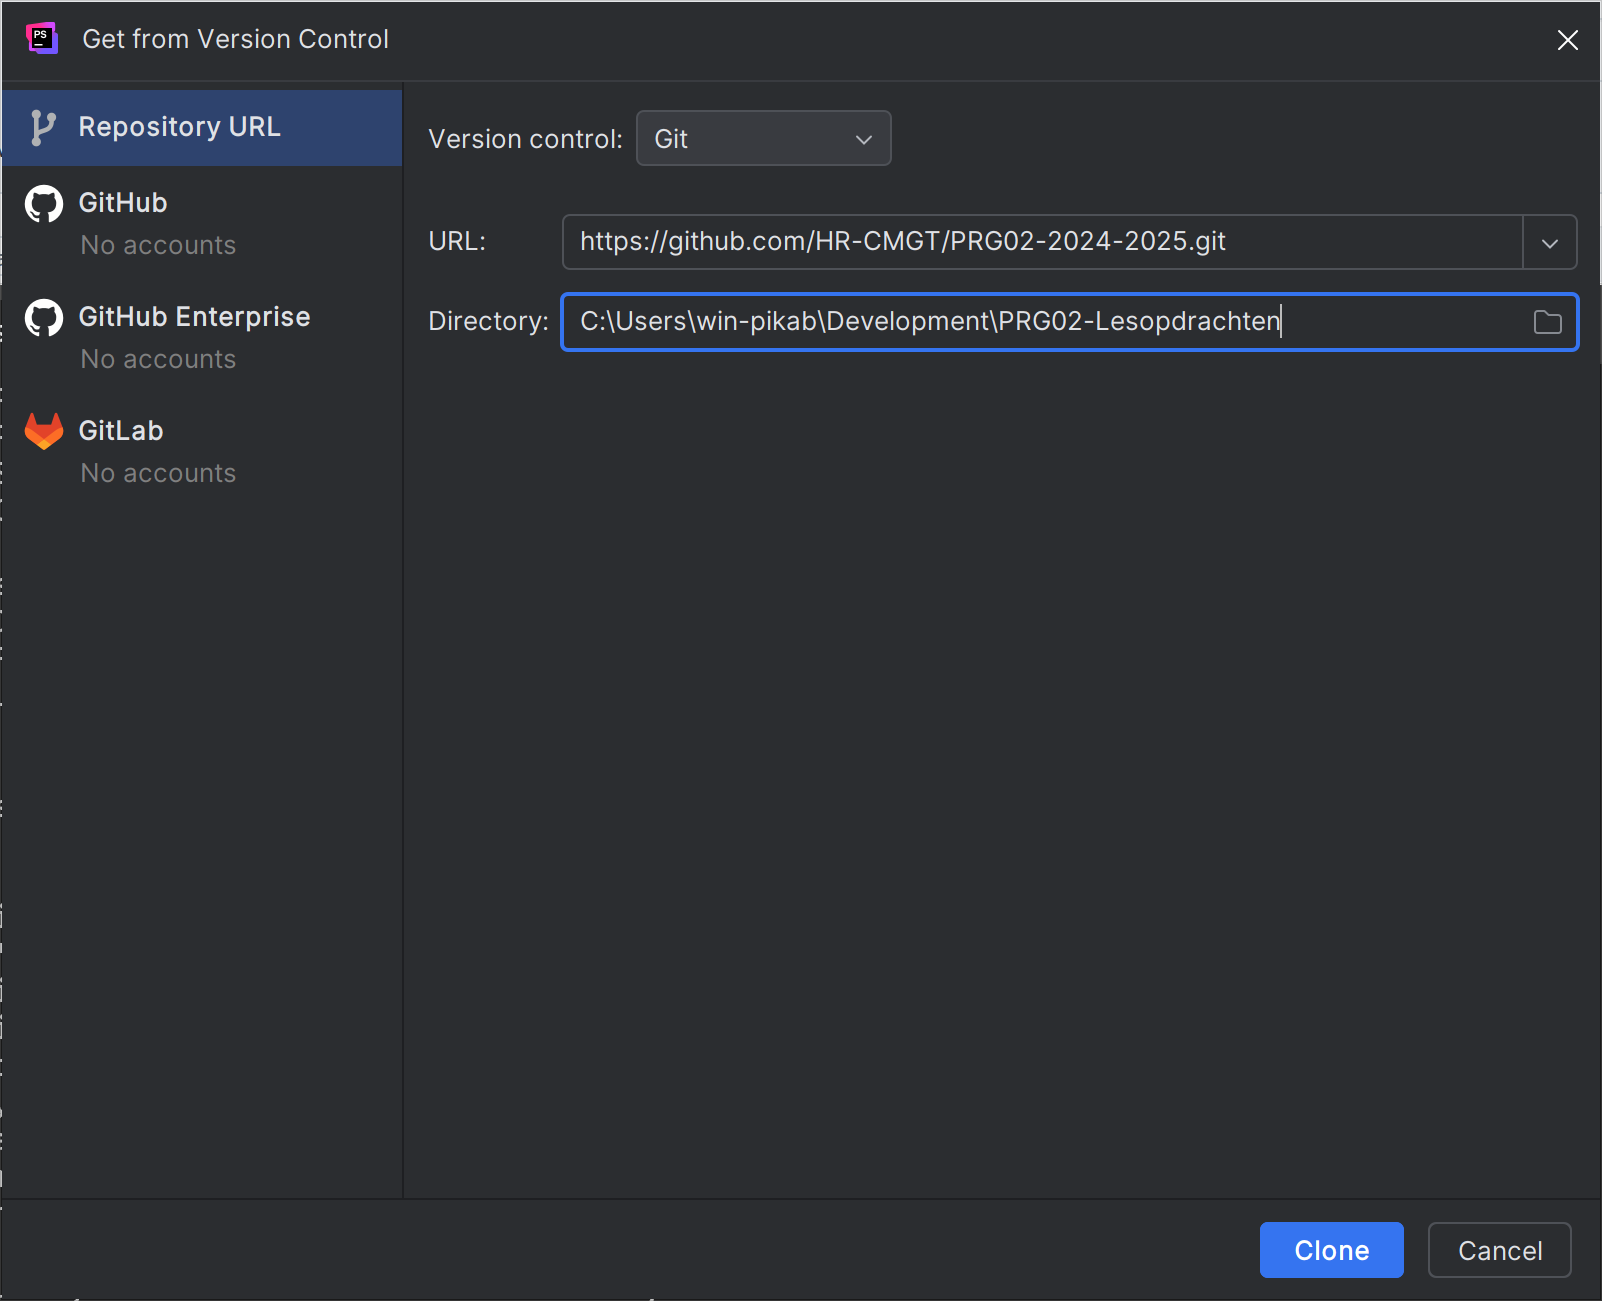 PS
Get from Version Control
Repository URL
GitHub
No accounts
GitHub Enterprise
No accounts
GitLab
No accounts
Version control: Git
URL: https://github.com/HR-CMGT/PRG02-2024-2025.git
Directory: C:\Users\win-pikab\Development\PRG02-Lesopdrachten
Clone Cancel